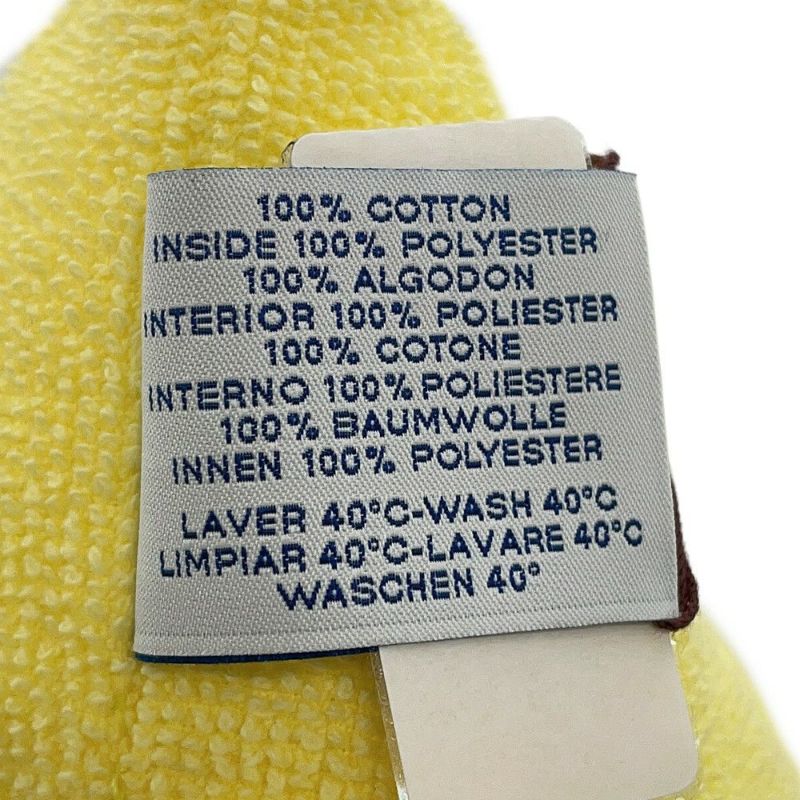 100% COTTON
INSIDE 100% POLYESTER
100% ALGODON
INTERIOR 100% POLIESTER
100% COTONE
INTERNO 100% POLIESTERE
100% BAUMWOLLE
INNEN 100% POLYESTER
LAVER 40°C-WASH 40°C
LIMPIAR 40°C-LAVARE 40°C
WASCHEN 40°